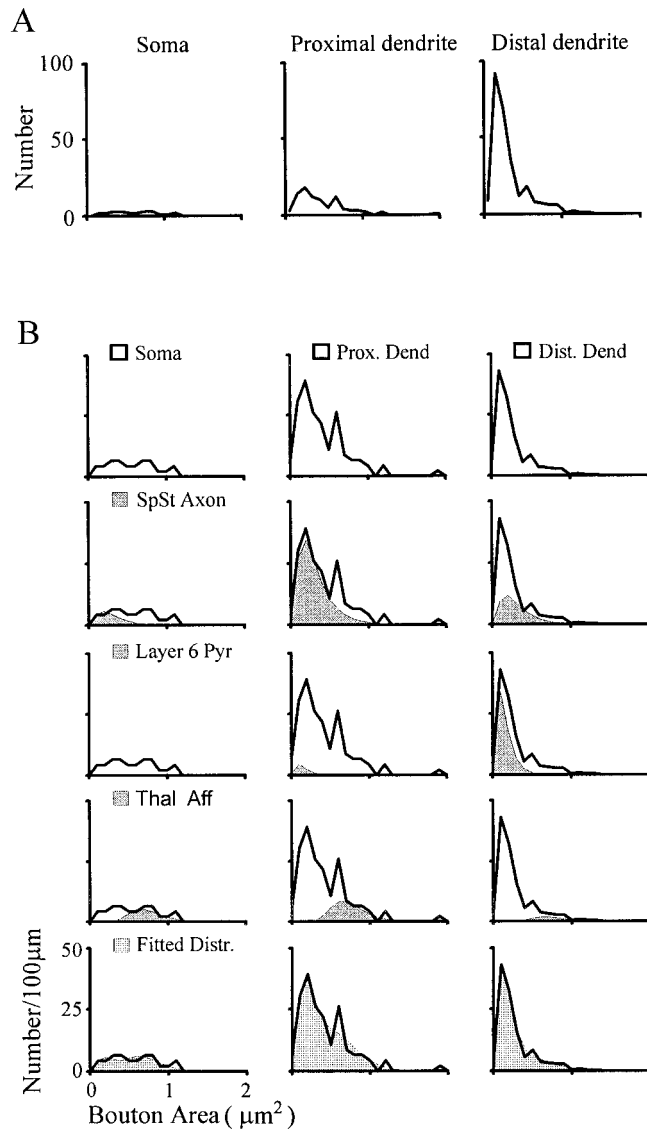 A
Soma
Proximal dendrite
Distal dendrite
100
50
0
Number
B
Soma
Prox. Dend
Dist. Dend
SpSt Axon
Layer 6 Pyr
Thal Aff
Fitted Distr.
50
25
0
Number/100µm
0
1
2
Bouton Area ( µm²)